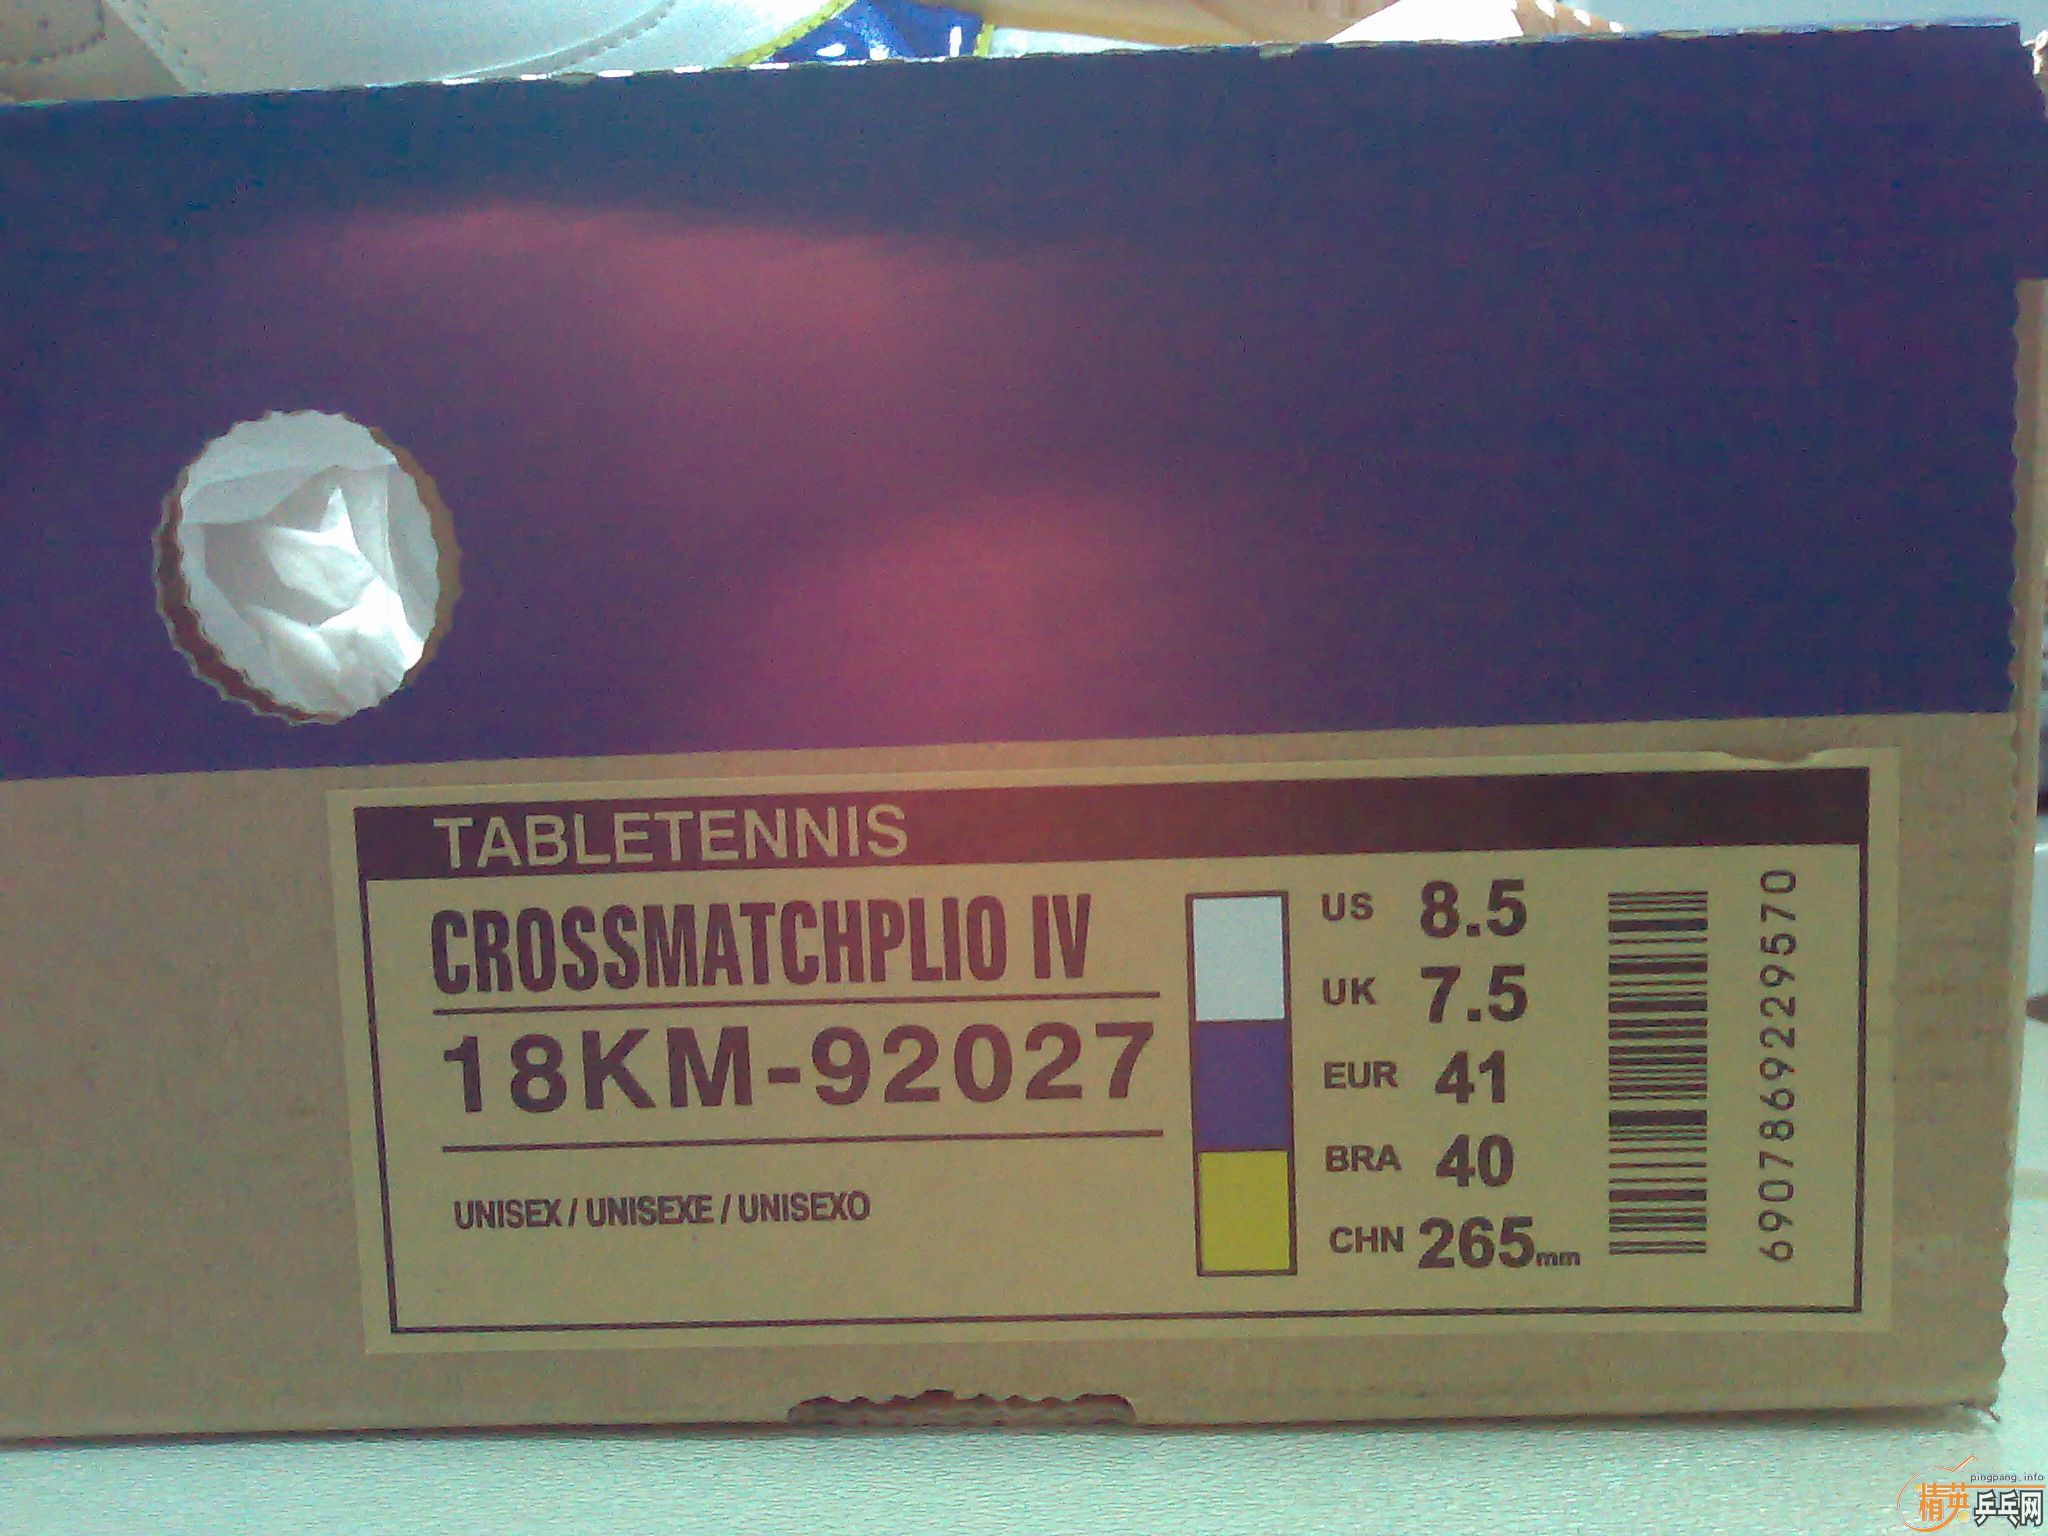 TABLETENNIS
CROSSMATCHPLIO IV
18KM-92027
UNISEX / UNISEXE / UNISEXO
US 8.5
UK 7.5
EUR 41
BRA 40
CHN 265mm
6907869229570
pingpang.info
精英乒乓网